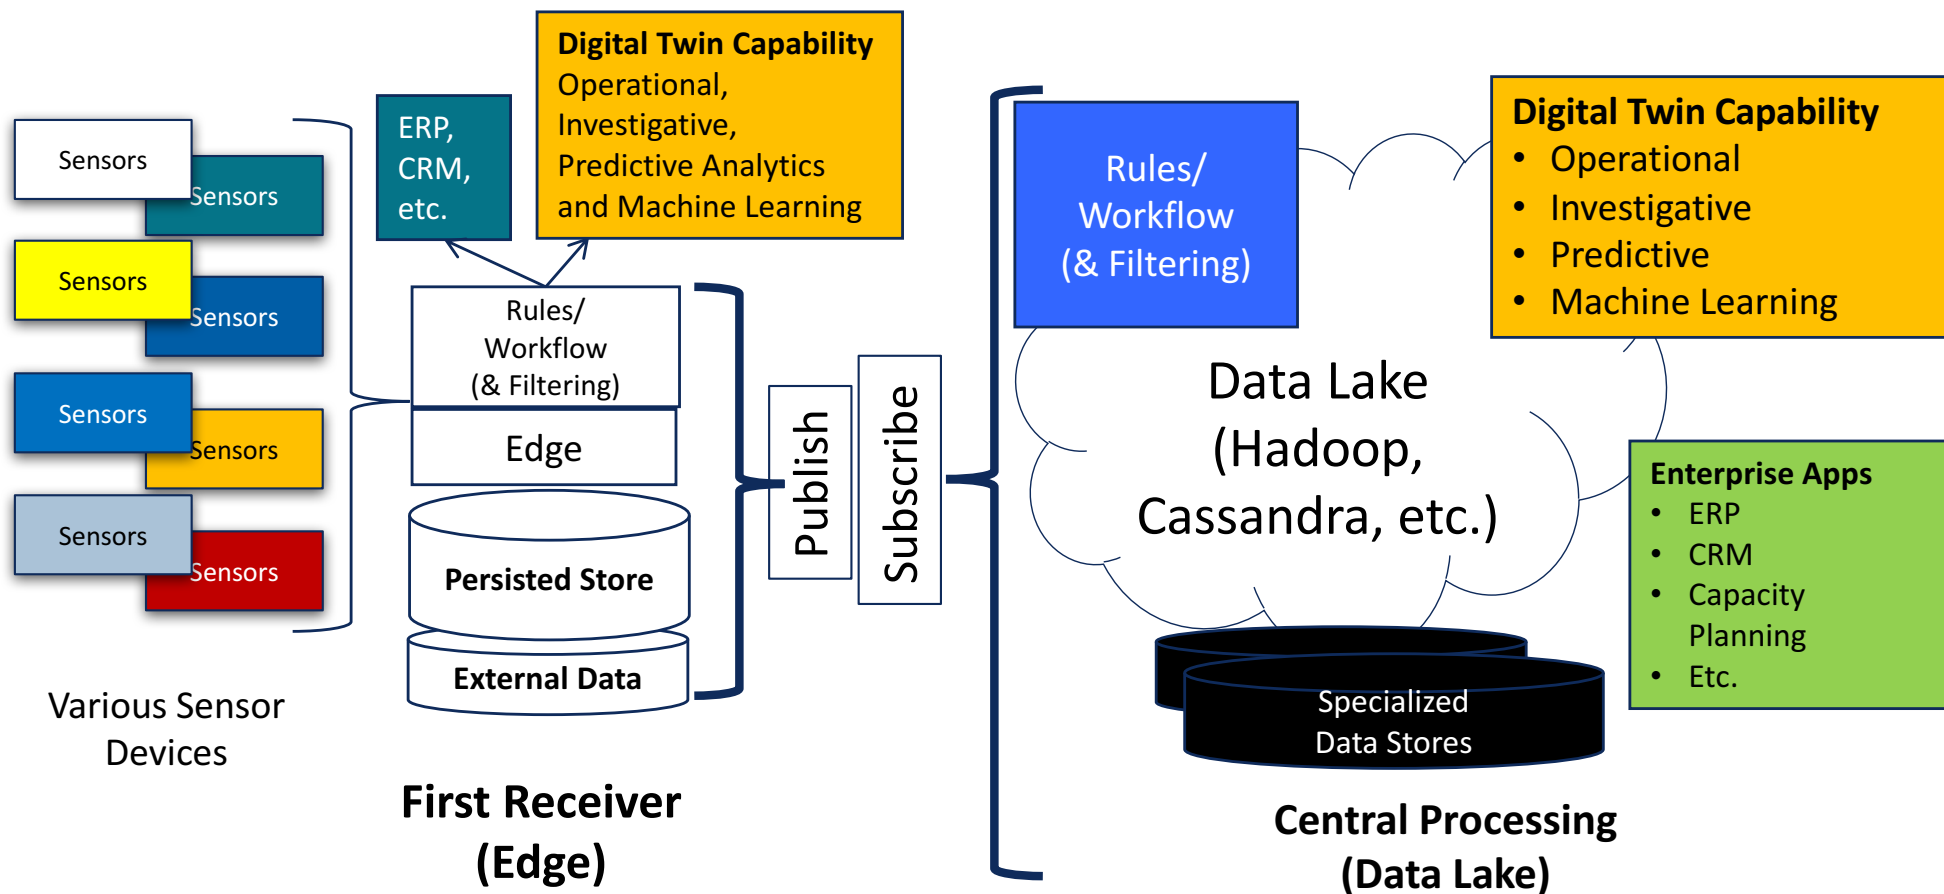 Sensors
Sensors
Sensors
Sensors
Sensors
Sensors
Sensors
Sensors
Various Sensor
Devices
ERP,
CRM,
etc.
Digital Twin Capability
Operational,
Investigative,
Predictive Analytics
and Machine Learning
Rules/
Workflow
(& Filtering)
Edge
Persisted Store
External Data
First Receiver
(Edge)
Publish
Subscribe
Rules/
Workflow
(& Filtering)
Digital Twin Capability
• Operational
• Investigative
• Predictive
• Machine Learning
Data Lake
(Hadoop,
Cassandra, etc.)
Enterprise Apps
• ERP
• CRM
• Capacity
Planning
• Etc.
Specialized
Data Stores
Central Processing
(Data Lake)